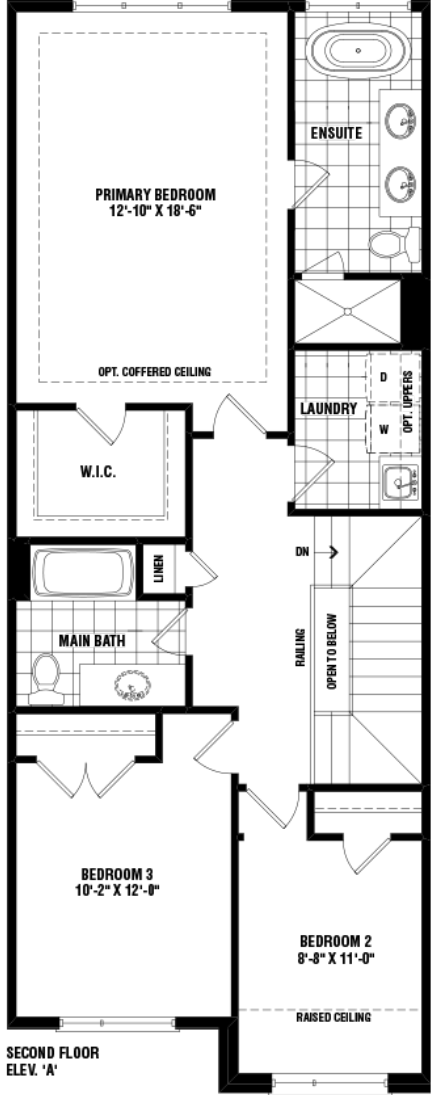 ENSUITE
PRIMARY BEDROOM
12'-10" X 18'-6"
OPT. COFFERED CEILING
D
LAUNDRY
OPT. UPPERS
W
W.I.C.
DN
LINEN
MAIN BATH
RAILING
OPEN TO BELOW
BEDROOM 3
10'-2" X 12'-0"
BEDROOM 2
8'-8" X 11'-0"
RAISED CEILING
SECOND FLOOR
ELEV. 'A'